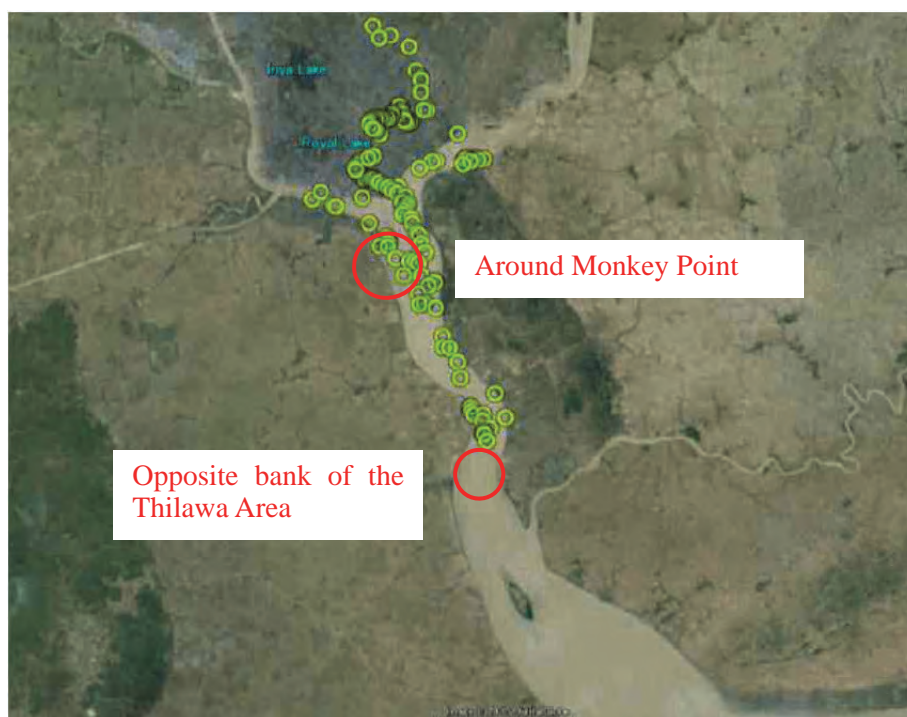 Inya Lake
Royal Lake
Around Monkey Point
Opposite bank of the
Thilawa Area